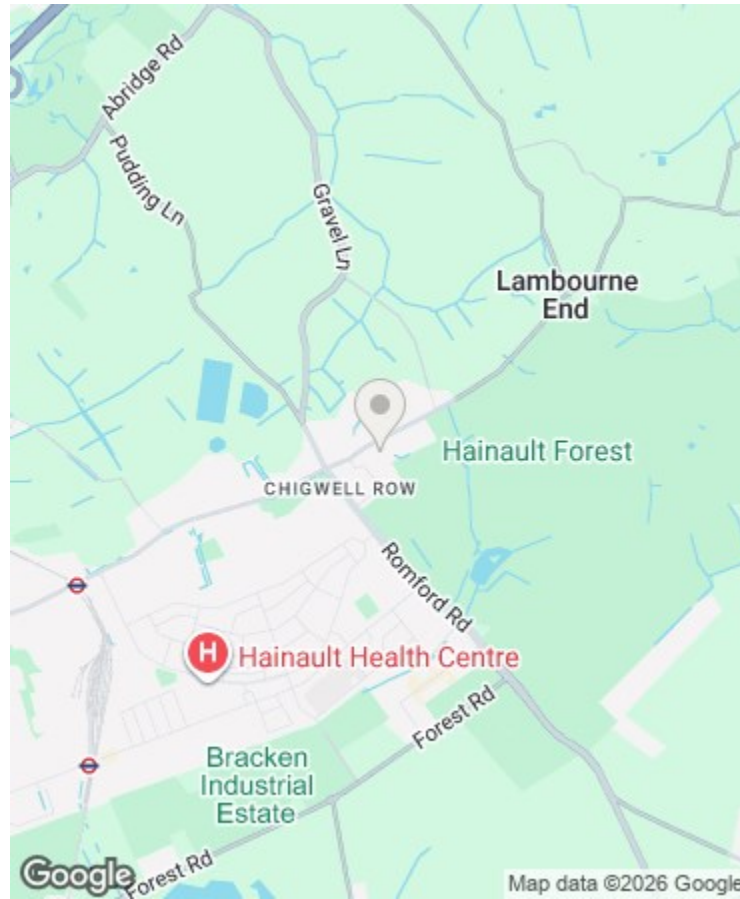 Abridge Rd
Pudding Ln
Gravel Ln
Lambourne
End
Hainault Forest
CHIGWELL ROW
Romford Rd
H
Hainault Health Centre
Forest Rd
Bracken
Industrial
Estate
Forest Rd
Google
Map data ©2026 Google